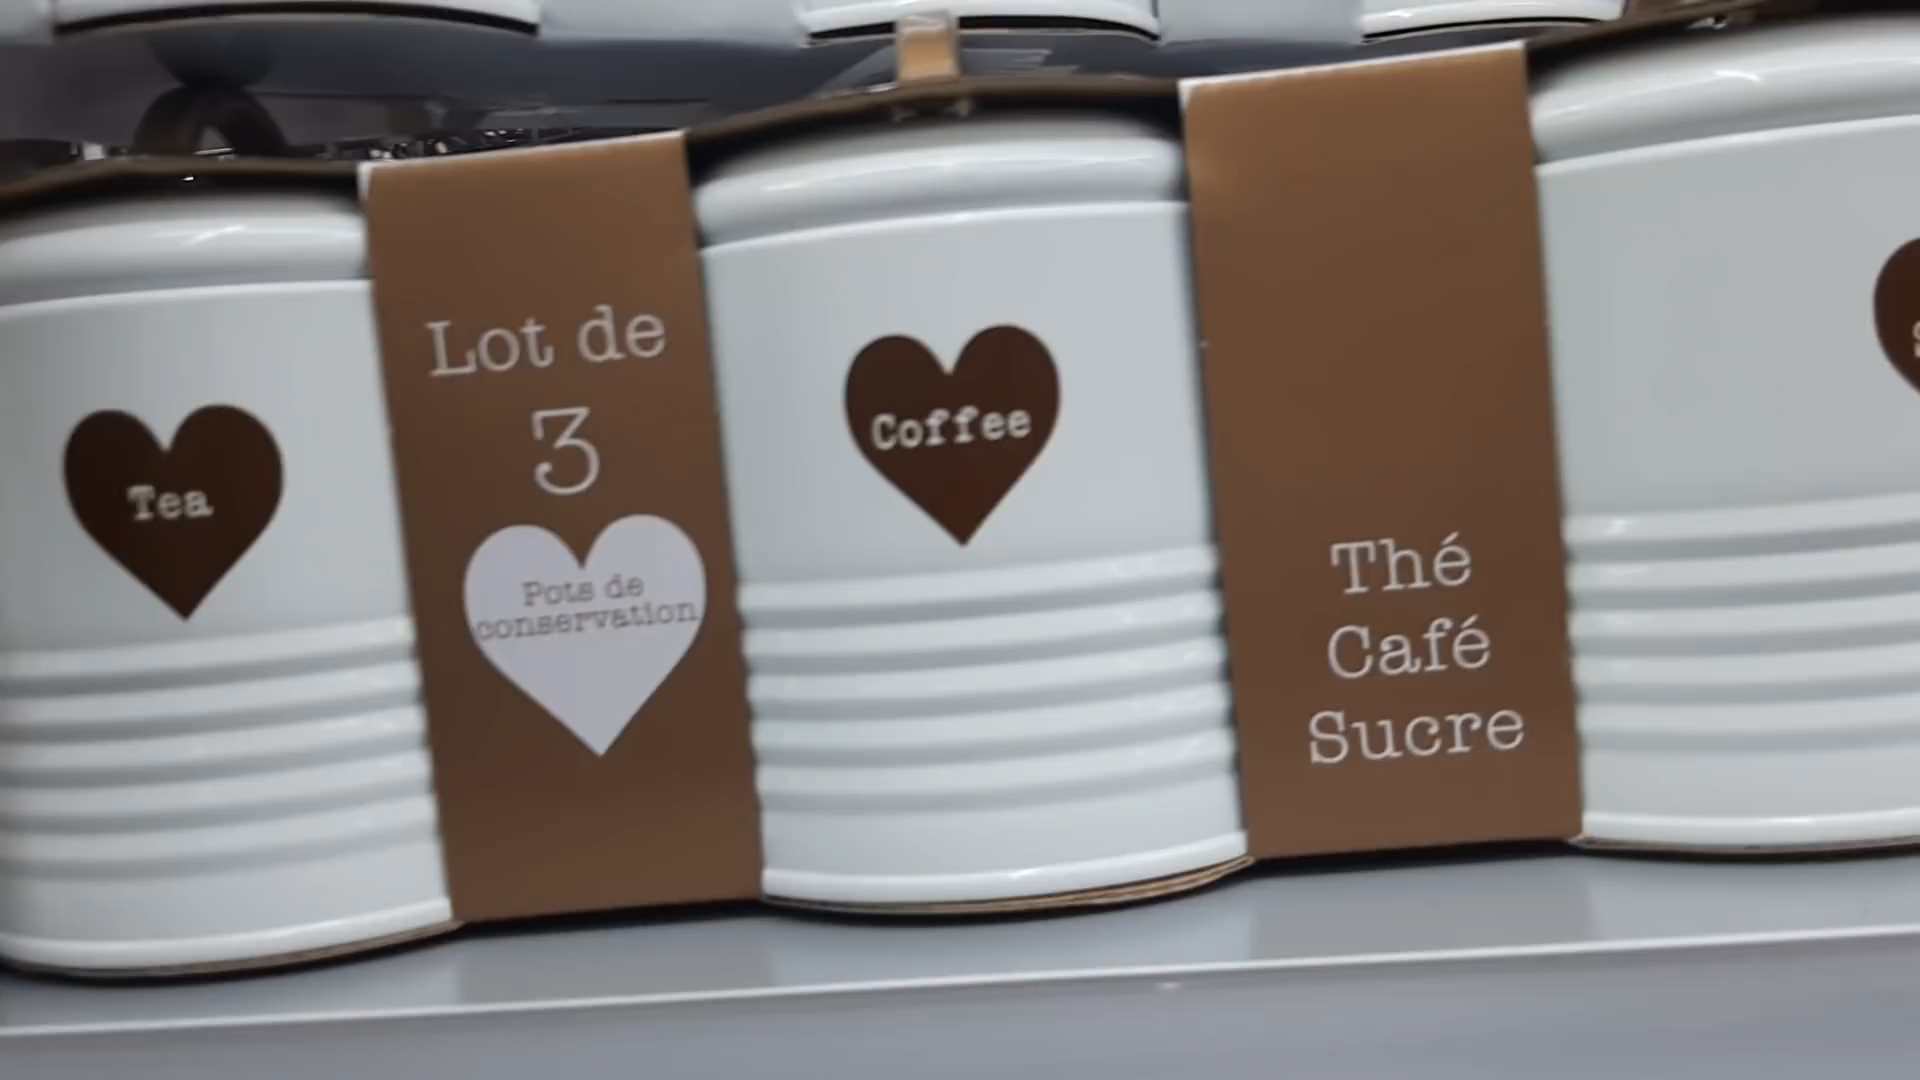 Tea
Lot de
3
Pots de
conservation
Coffee
Thé
Café
Sucre